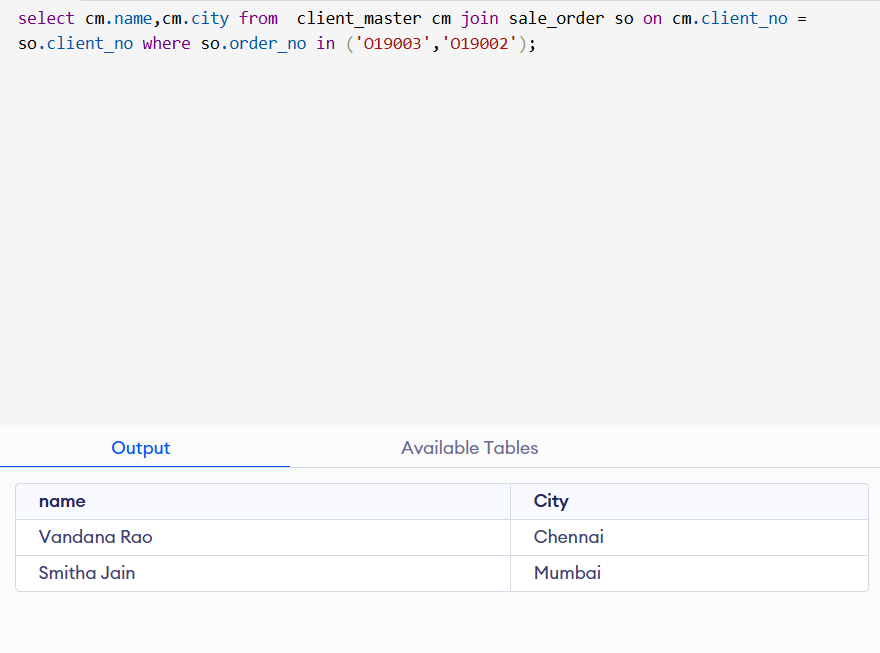 select cm.name,cm.city from  client_master cm join sale_order so on cm.client_no =
so.client_no where so.order_no in ('O19003','O19002');
Output Available Tables
name City
Vandana Rao Chennai
Smitha Jain Mumbai